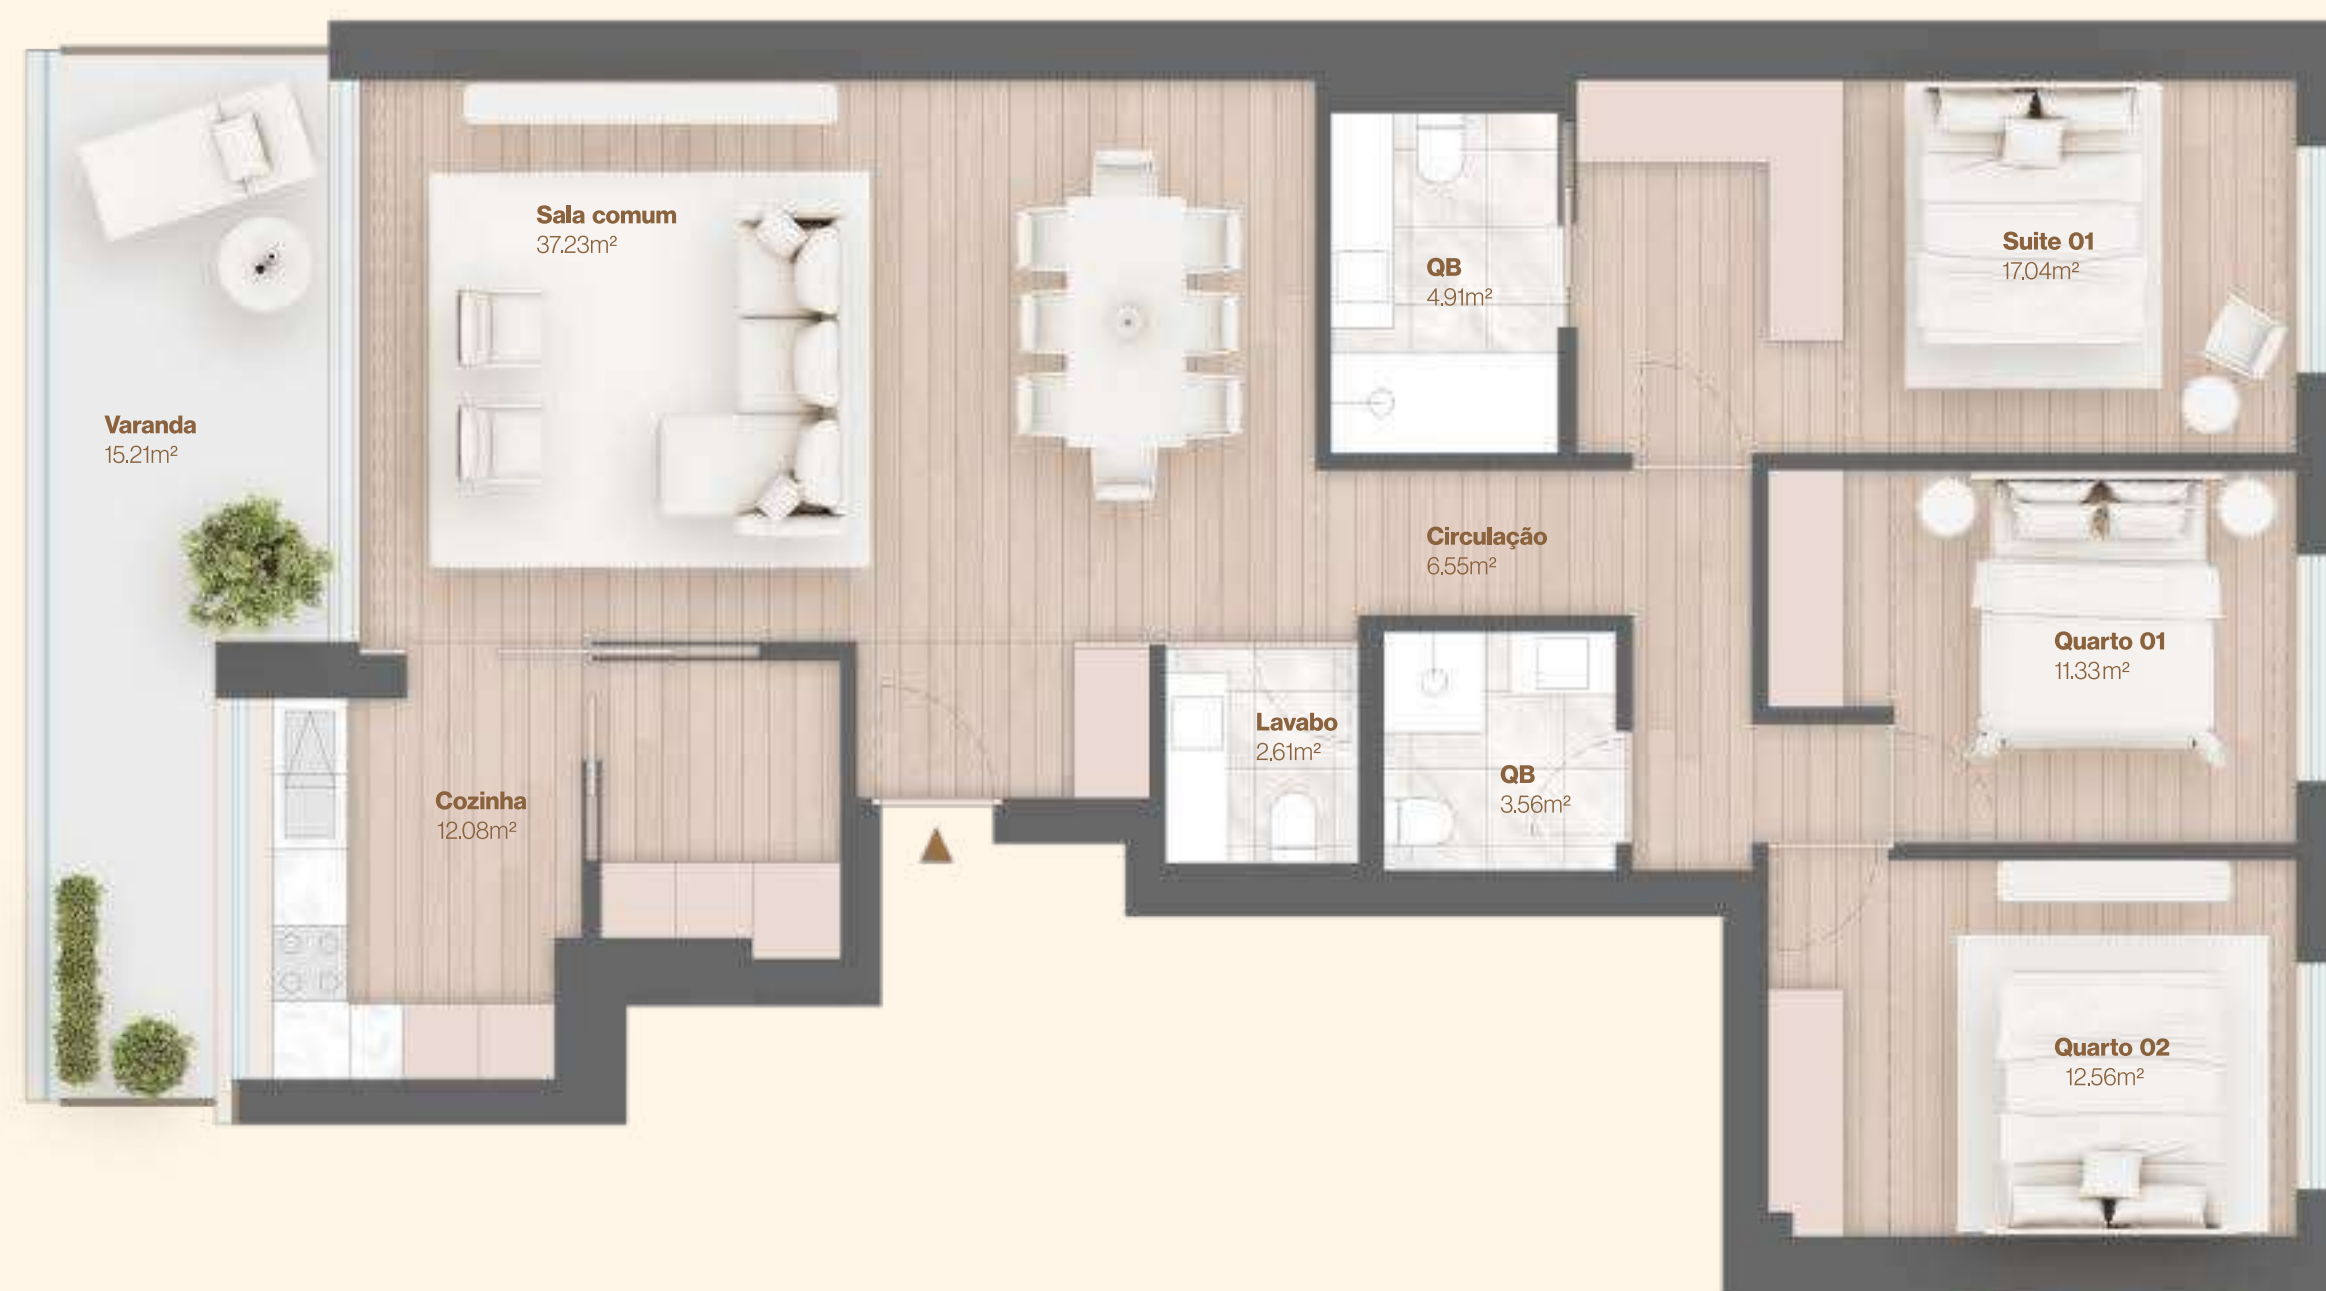 Sala comum
37.23m²
Varanda
15.21m²
Cozinha
12.08m²
QB
4.91m²
Suite 01
17.04m²
Circulação
6.55m²
Lavabo
2.61m²
QB
3.56m²
Quarto 01
11.33m²
Quarto 02
12.56m²